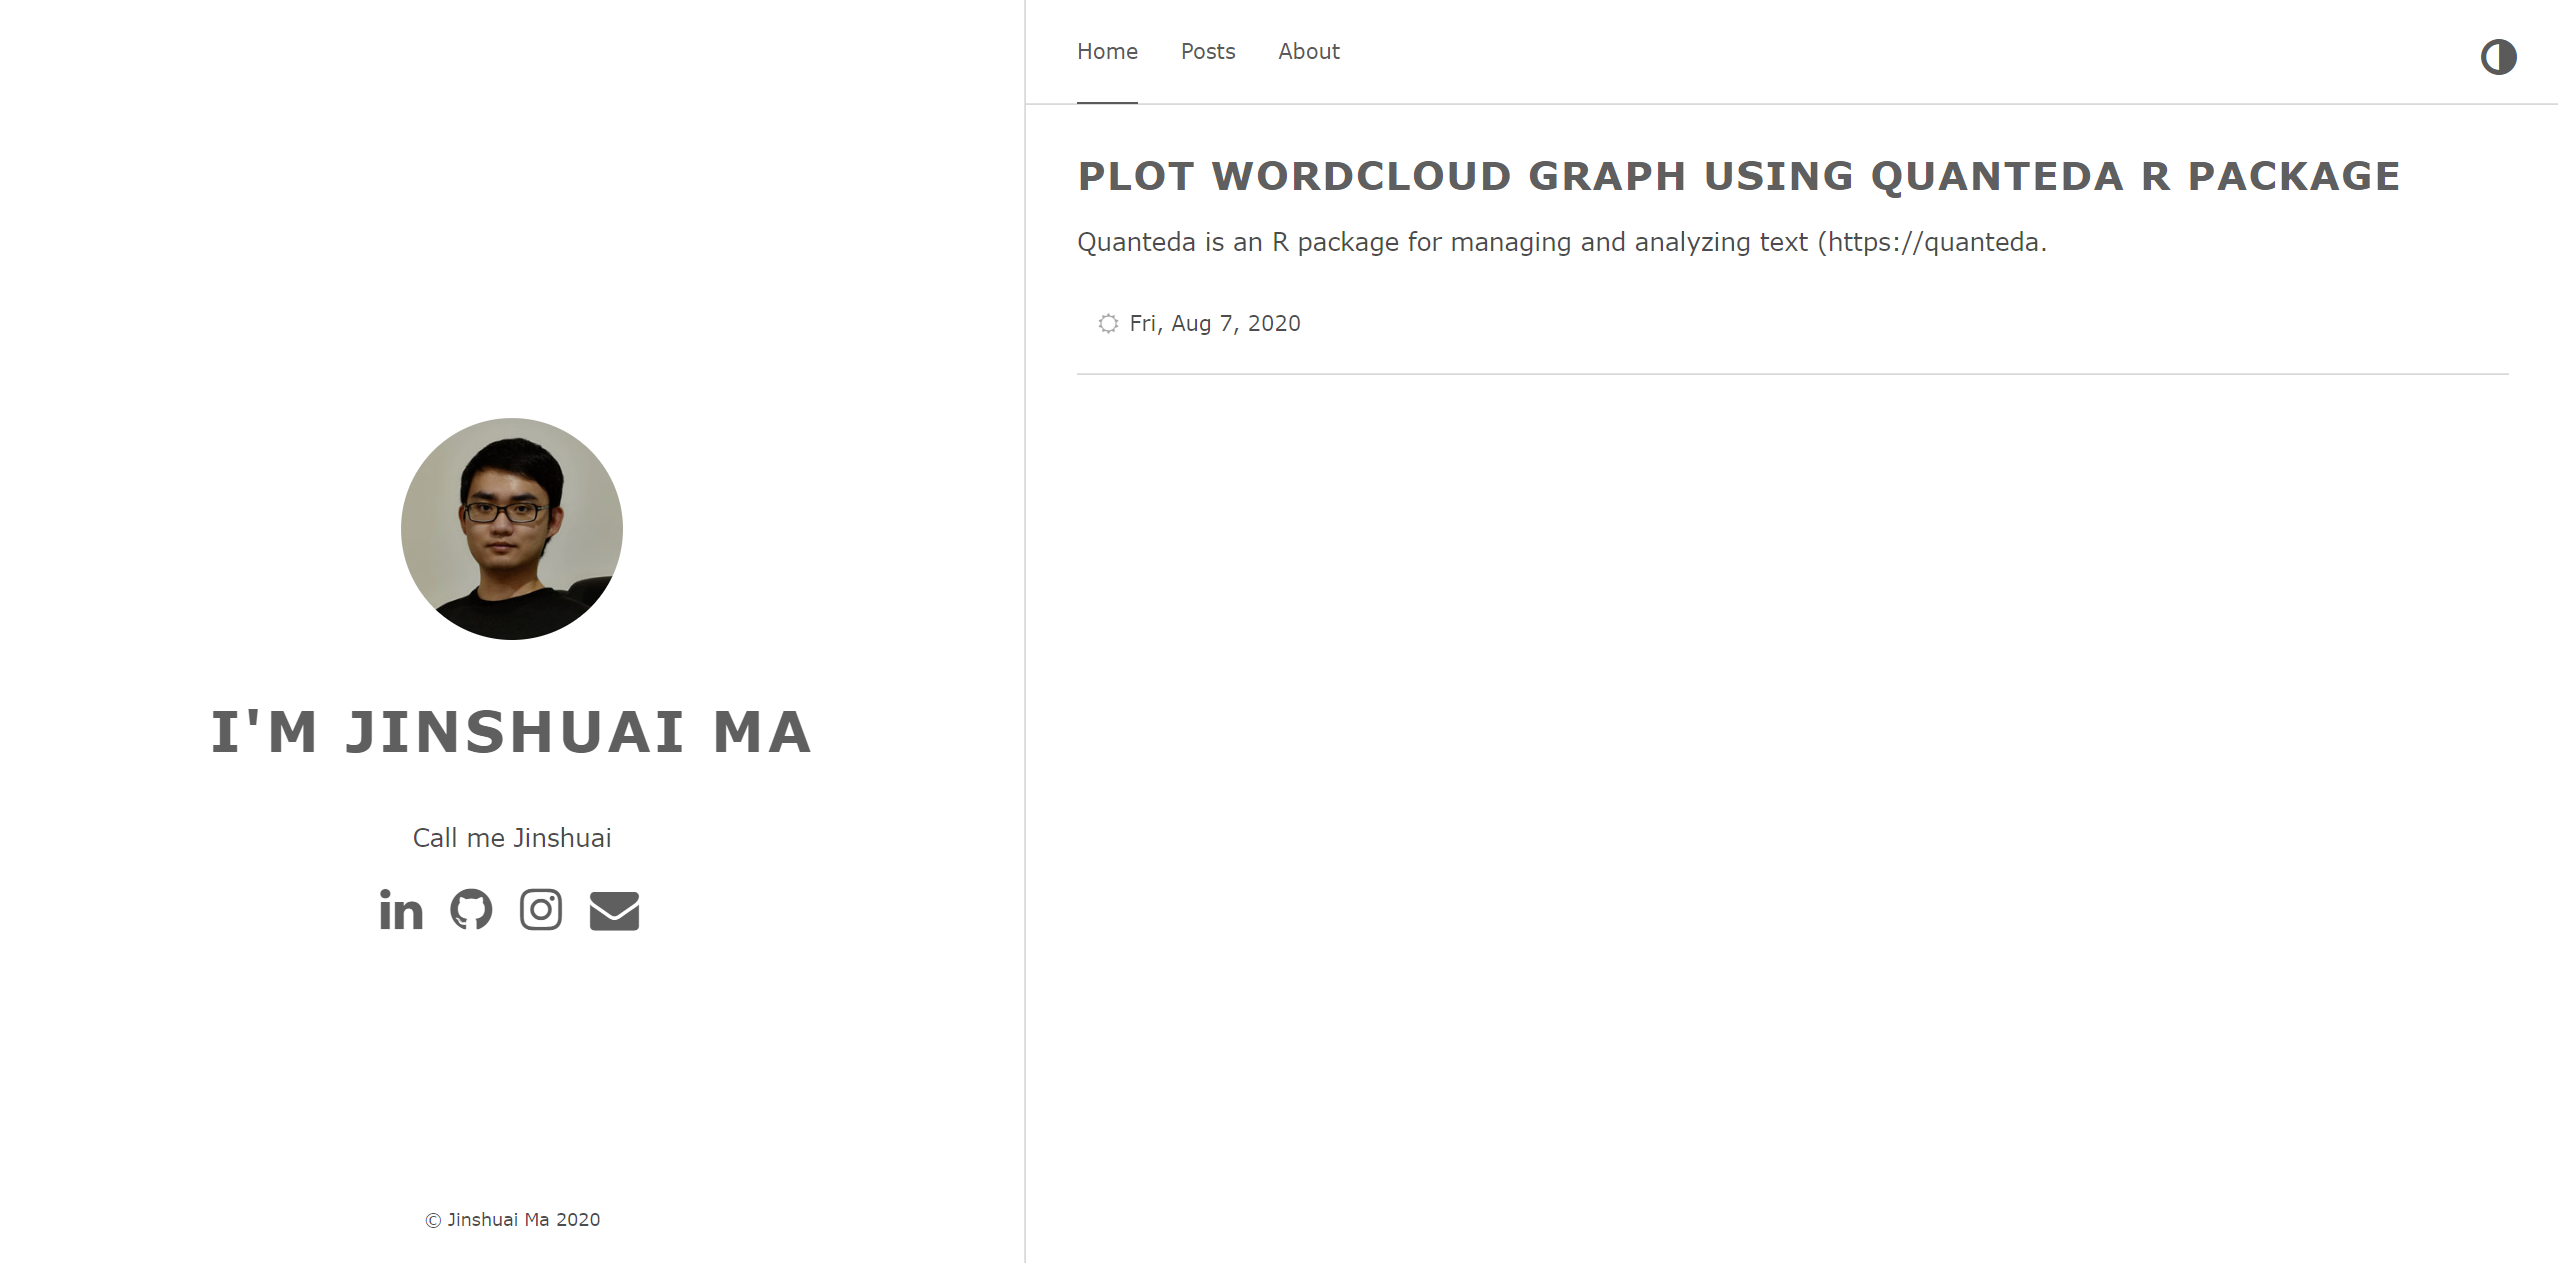 Home Posts About
PLOT WORDCLOUD GRAPH USING QUANTEDA R PACKAGE
Quanteda is an R package for managing and analyzing text (https://quanteda.
Fri, Aug 7, 2020
I'M JINSHUAI MA
Call me Jinshuai
© Jinshuai Ma 2020